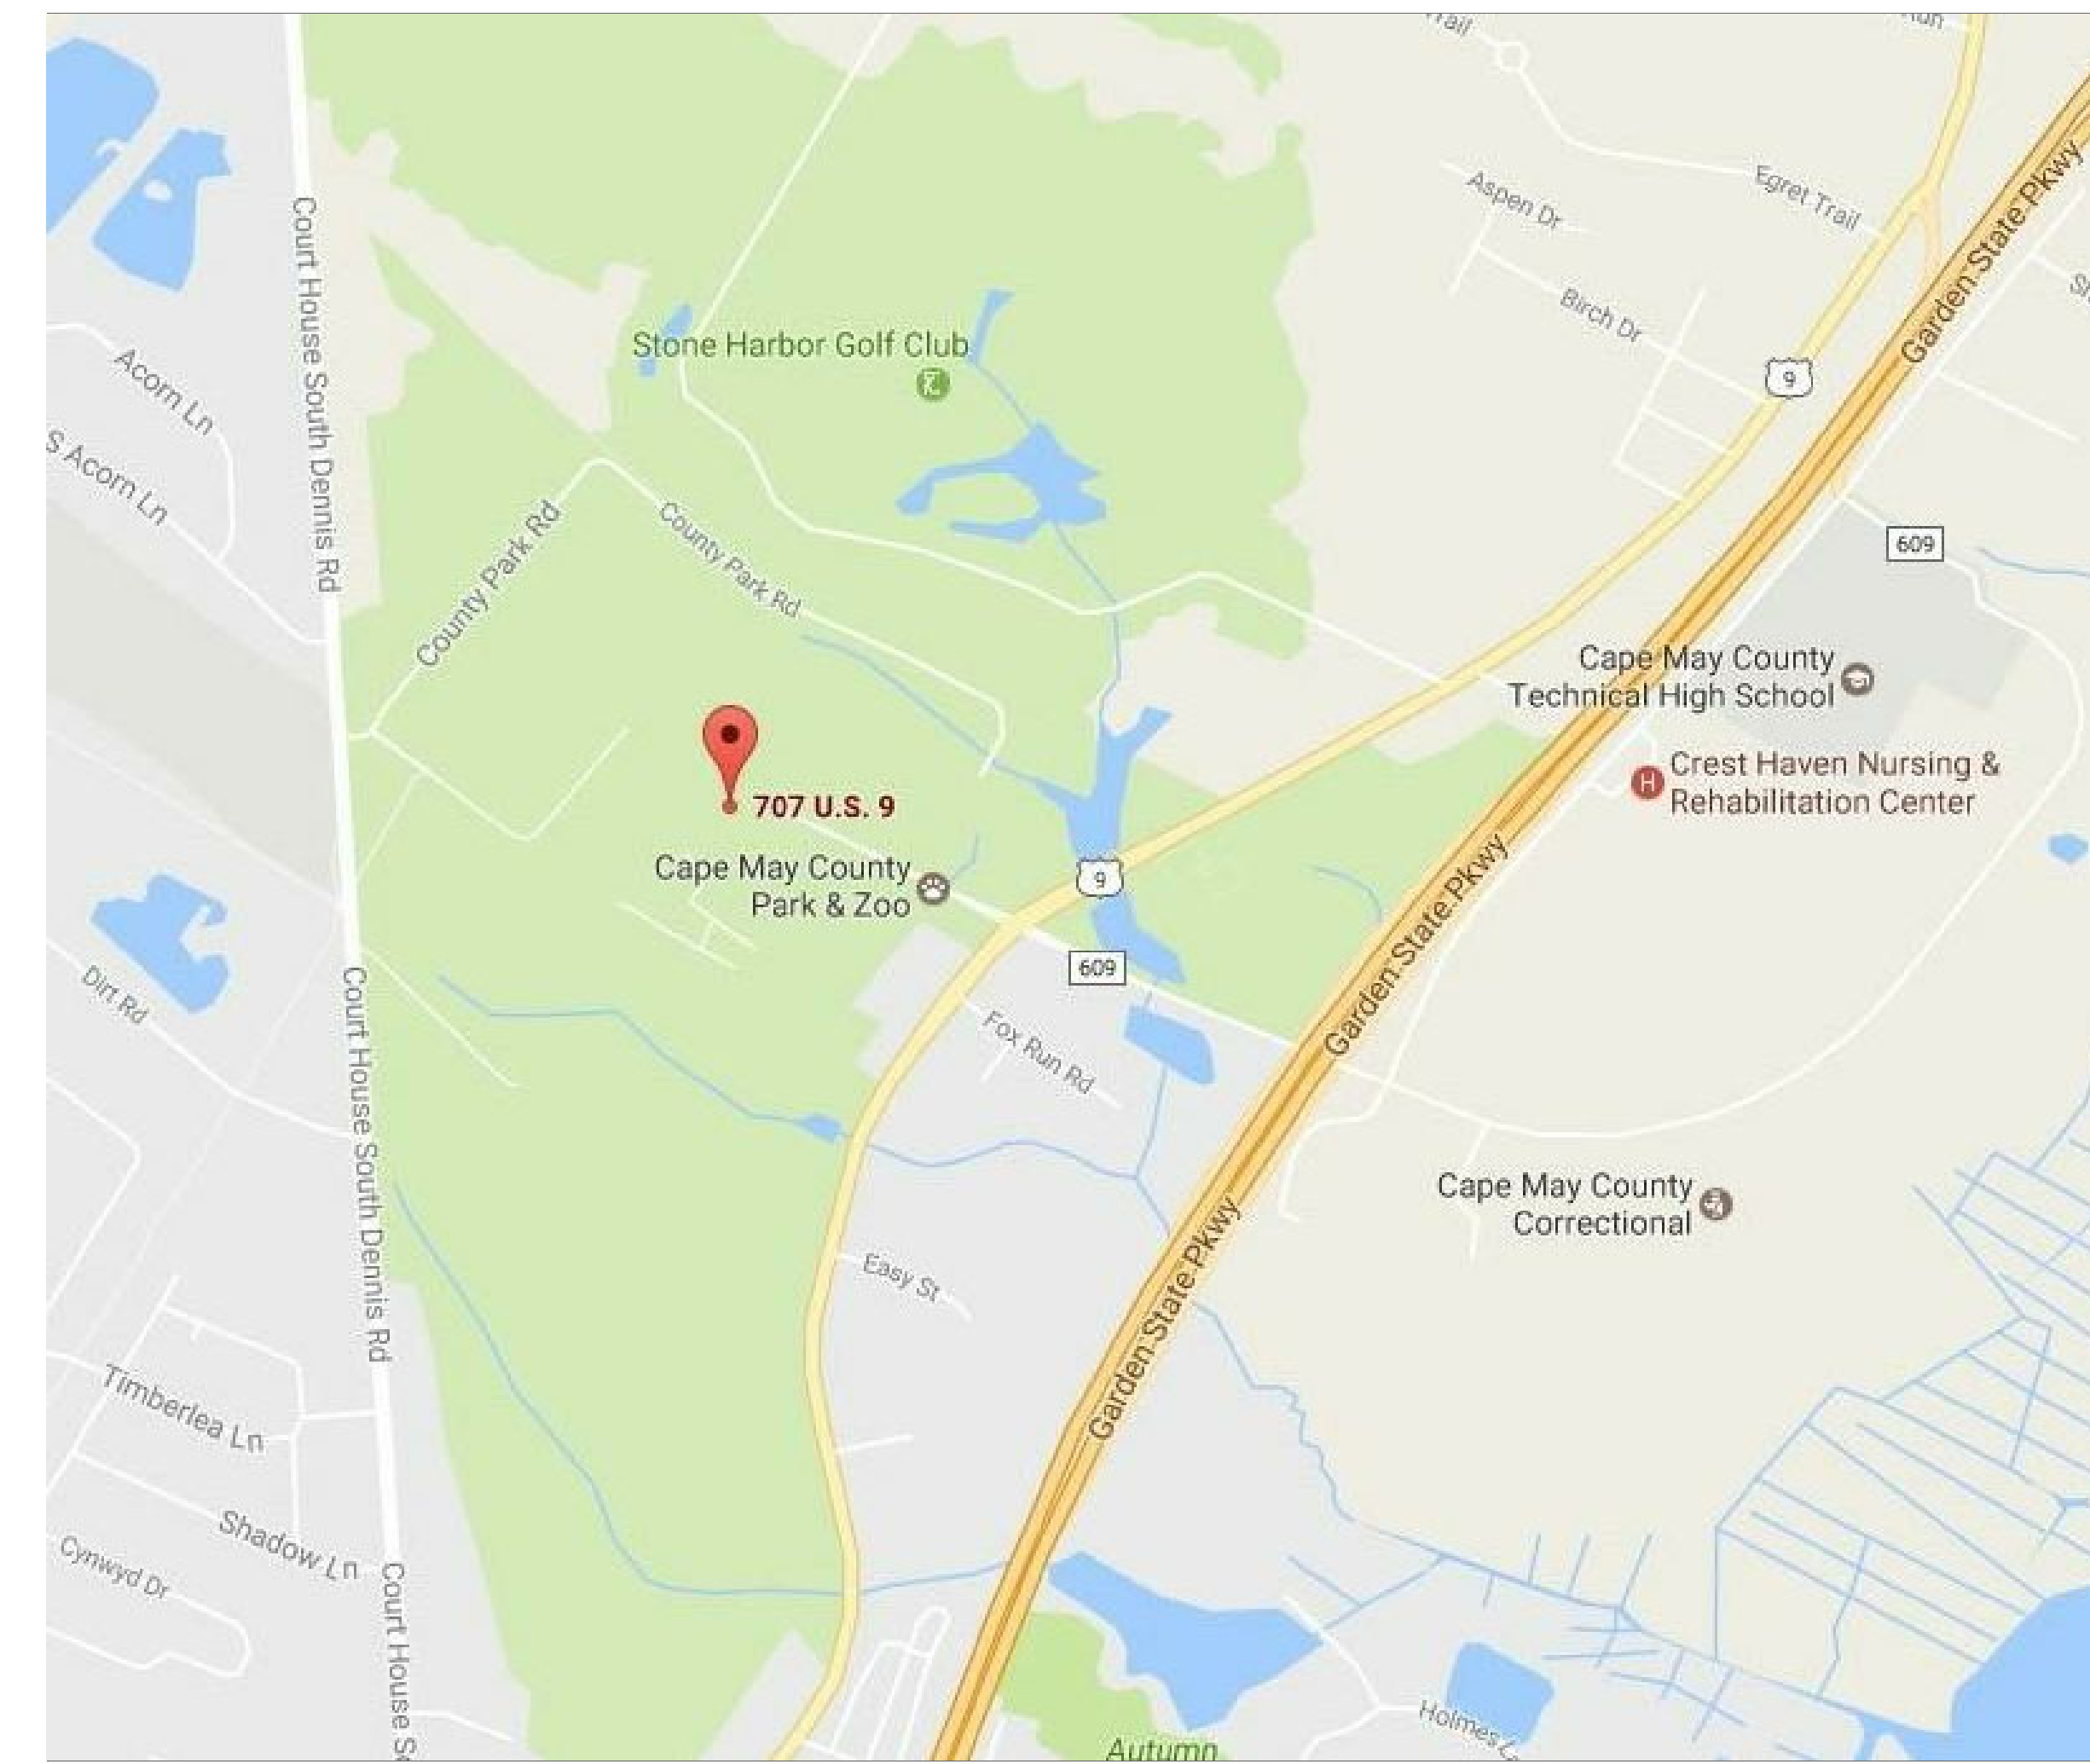 Trail
Run
Egret Trail
Aspen Dr
Garden State Pkwy
Court House South Dennis Rd
Birch Dr
Stone Harbor Golf Club
Acorn Ln
9
S Acorn Ln
County Park Rd
County Park Rd
609
Cape May County
Technical High School
707 U.S. 9
Crest Haven Nursing &
Rehabilitation Center
H
Cape May County
Park & Zoo
9
Garden State Pkwy
609
Dirt Rd
Fox Run Rd
Court House South Dennis Rd
Cape May County
Correctional
Easy St
Garden State Pkwy
Timberlea Ln
Shadow Ln
Cynwyd Dr
Court House
Holmes
Autumn